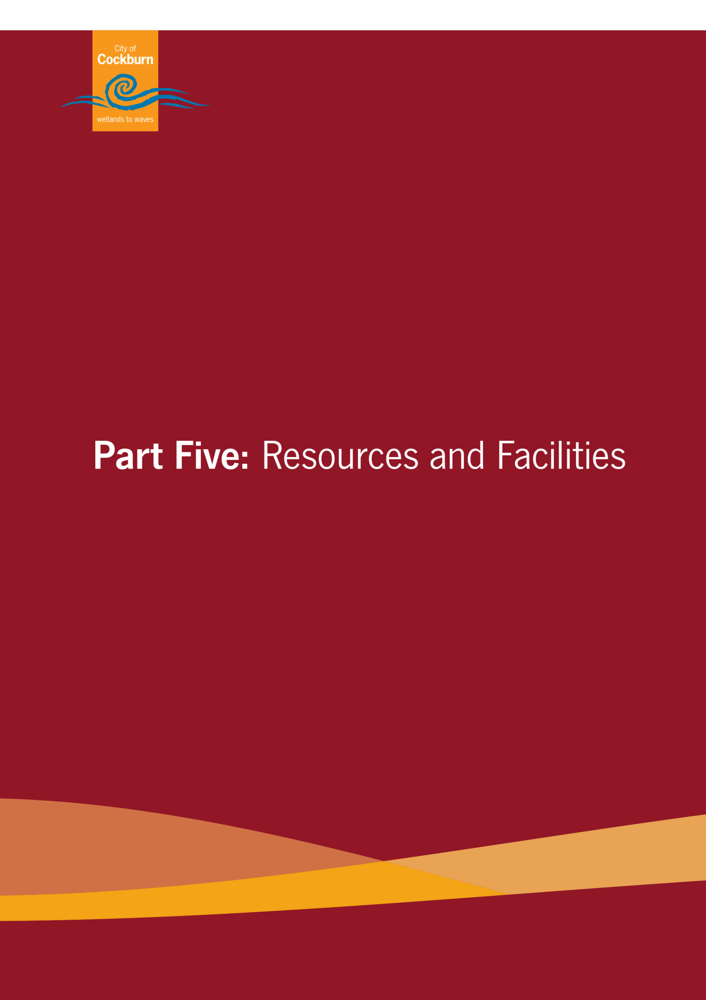 City of
Cockburn
wetlands to waves
Part Five: Resources and Facilities